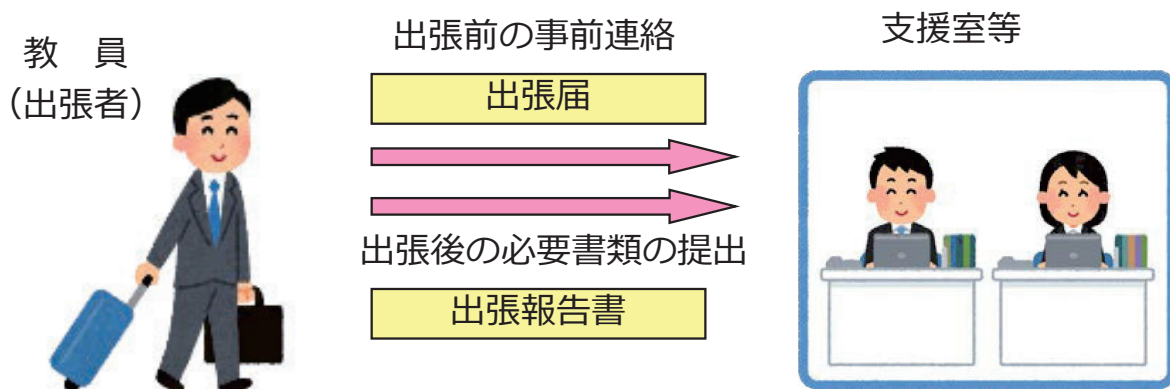 教　員
（出張者）
出張前の事前連絡
出張届
出張後の必要書類の提出
出張報告書
支援室等